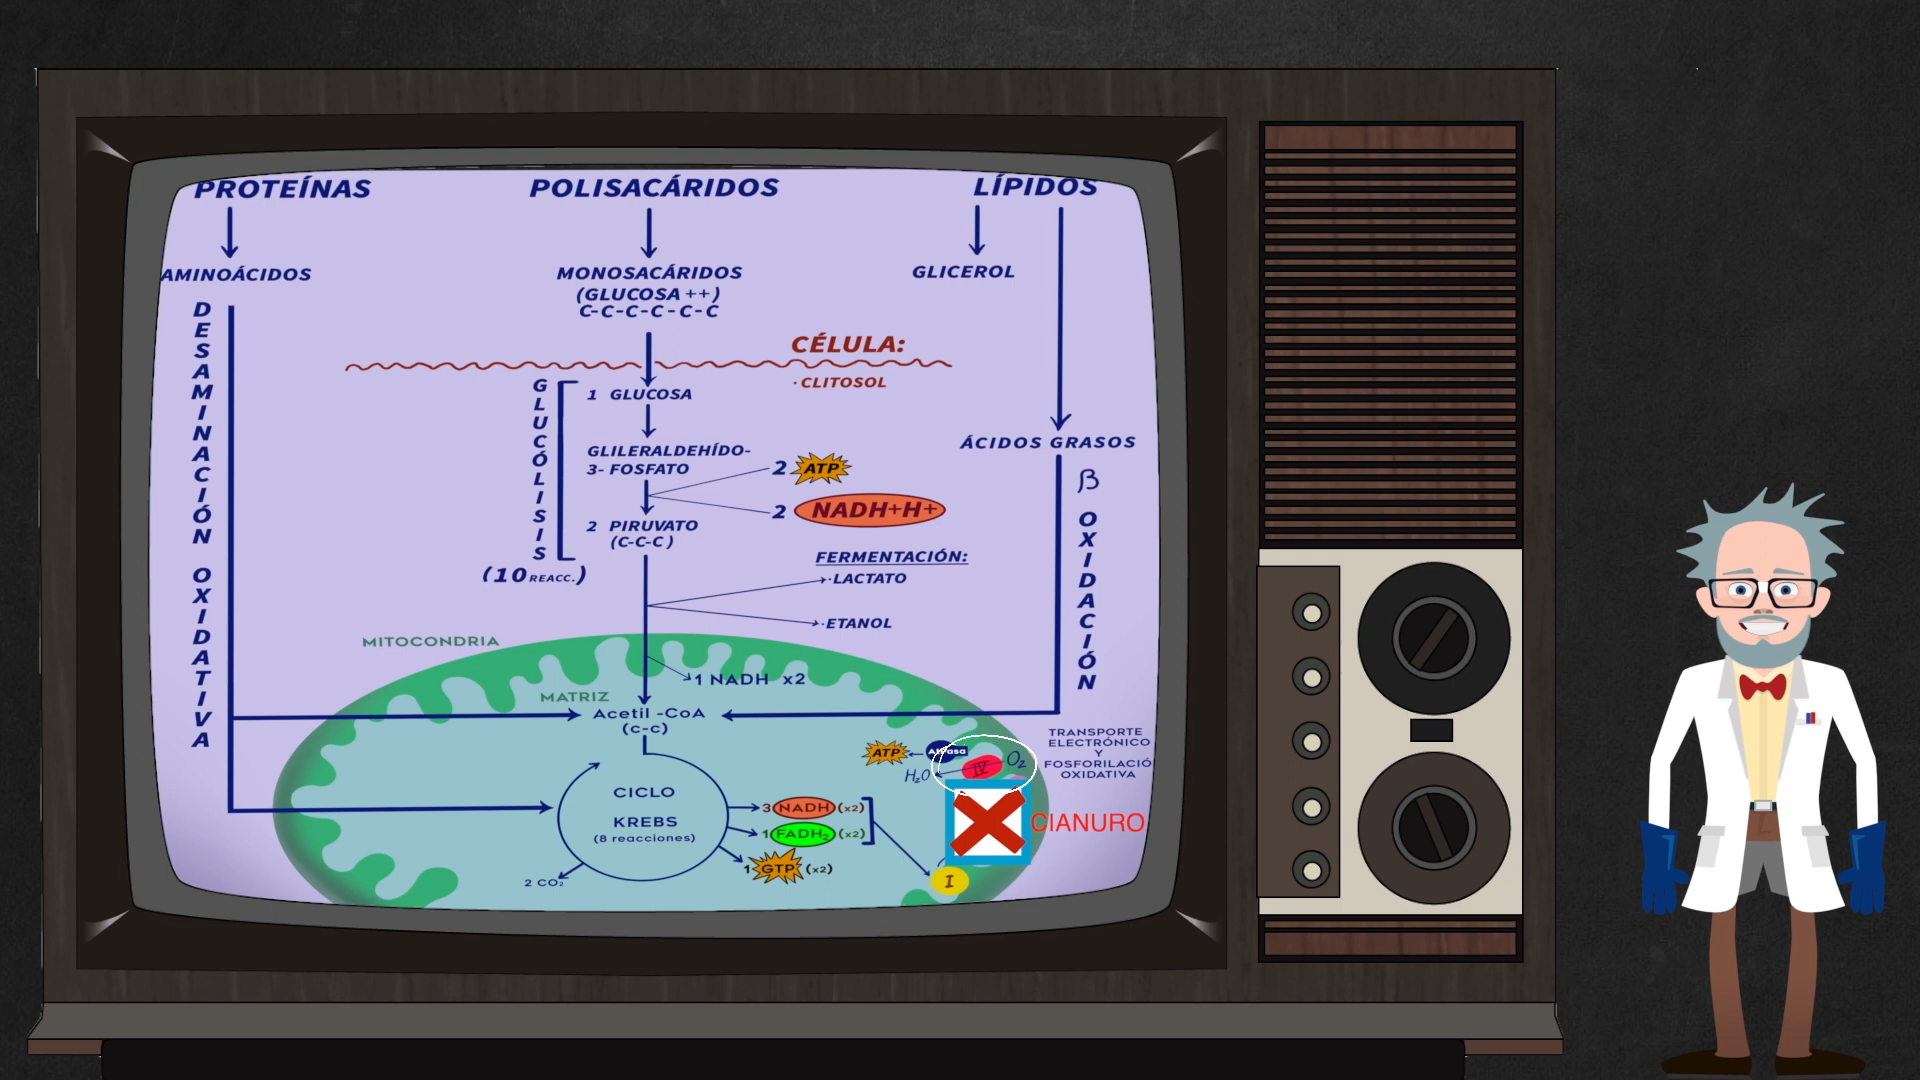 PROTEÍNAS
POLISACÁRIDOS
LÍPIDOS
AMINOÁCIDOS
MONOSACÁRIDOS
(GLUCOSA ++)
C-C-C-C-C-C
GLICEROL
DESAMINACIÓN OXIDATIVA
CÉLULA:
·CLITOSOL
GLUCÓLISIS
(10 REACC.)
1 GLUCOSA
GLILERALDEHÍDO-
3- FOSFATO
2 ATP
2 NADH+H+
2 PIRUVATO
(C-C-C)
ÁCIDOS GRASOS
β OXIDACIÓN
FERMENTACIÓN:
·LACTATO
·ETANOL
MITOCONDRIA
MATRIZ
1 NADH x2
Acetil -CoA
(C-C)
TRANSPORTE
ELECTRÓNICO
Y
FOSFORILACIÓ
OXIDATIVA
ATP
ATPasa
H₂O
IV
O₂
CICLO
KREBS
(8 reacciones)
3 NADH (x2)
1 FADH₂ (x2)
1 GTP (x2)
2 CO₂
CIANURO
I